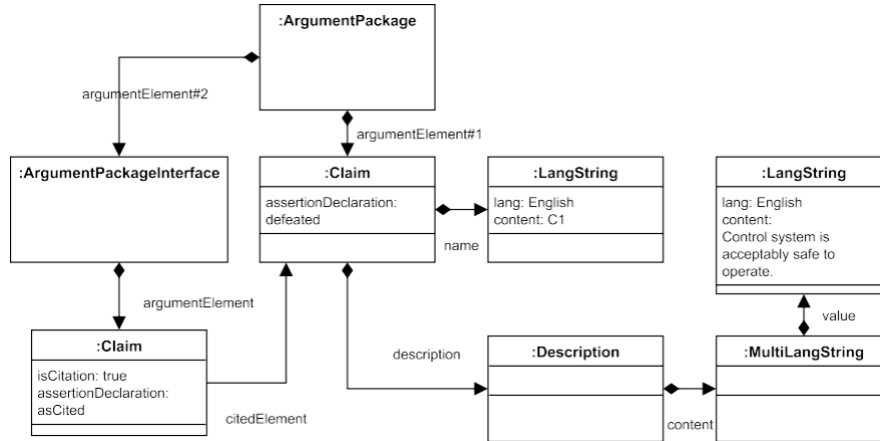 :ArgumentPackage
argumentElement#2
argumentElement#1
:ArgumentPackageInterface
:Claim
assertionDeclaration:
defeated
:LangString
lang: English
content: C1
:LangString
lang: English
content:
Control system is
acceptably safe to
operate.
name
argumentElement
value
:Claim
isCitation: true
assertionDeclaration:
asCited
citedElement
description
:Description
content
:MultiLangString